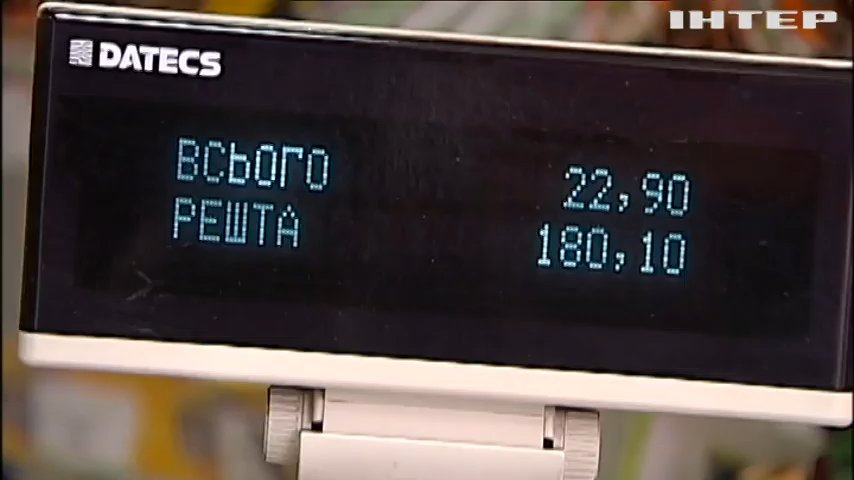 ІНТЕР
DATECS
ВСЬОГО 22,90
РЕШТА 180,10